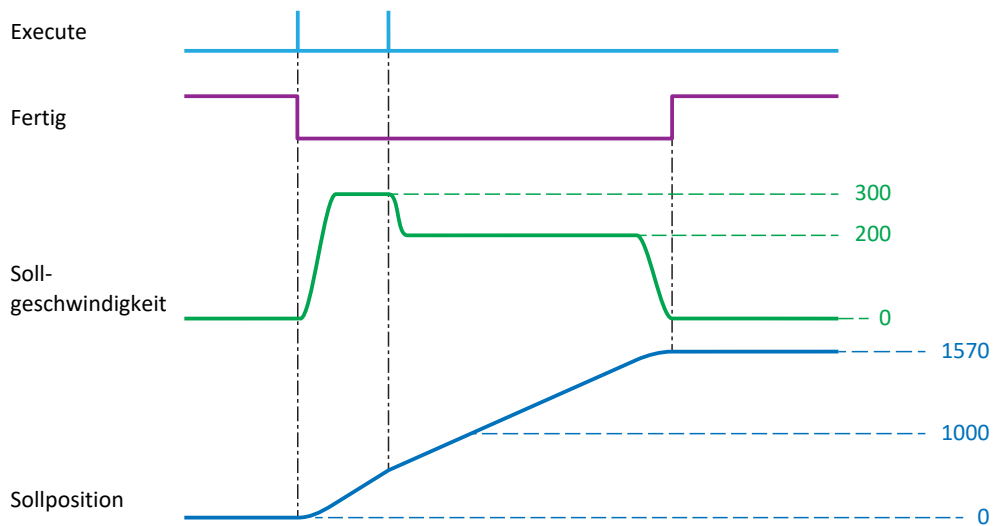 Execute
Fertig
300
200
Soll-
geschwindigkeit
0
1570
1000
Sollposition
0